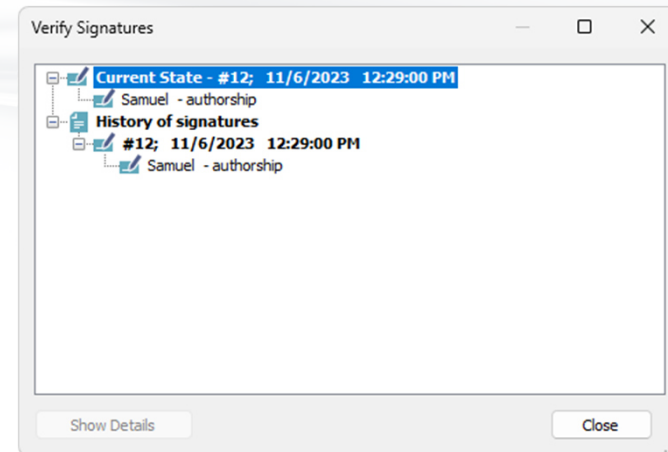 Verify Signatures
Current State - #12; 11/6/2023 12:29:00 PM
Samuel - authorship
History of signatures
#12; 11/6/2023 12:29:00 PM
Samuel - authorship
Show Details Close